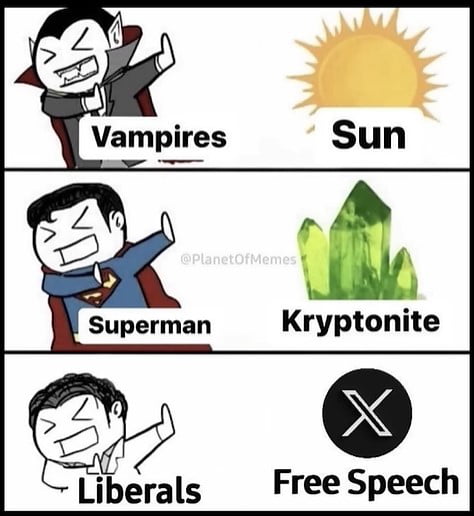 Vampires
Sun
@PlanetOfMemes
Superman
Kryptonite
X
Liberals
Free Speech